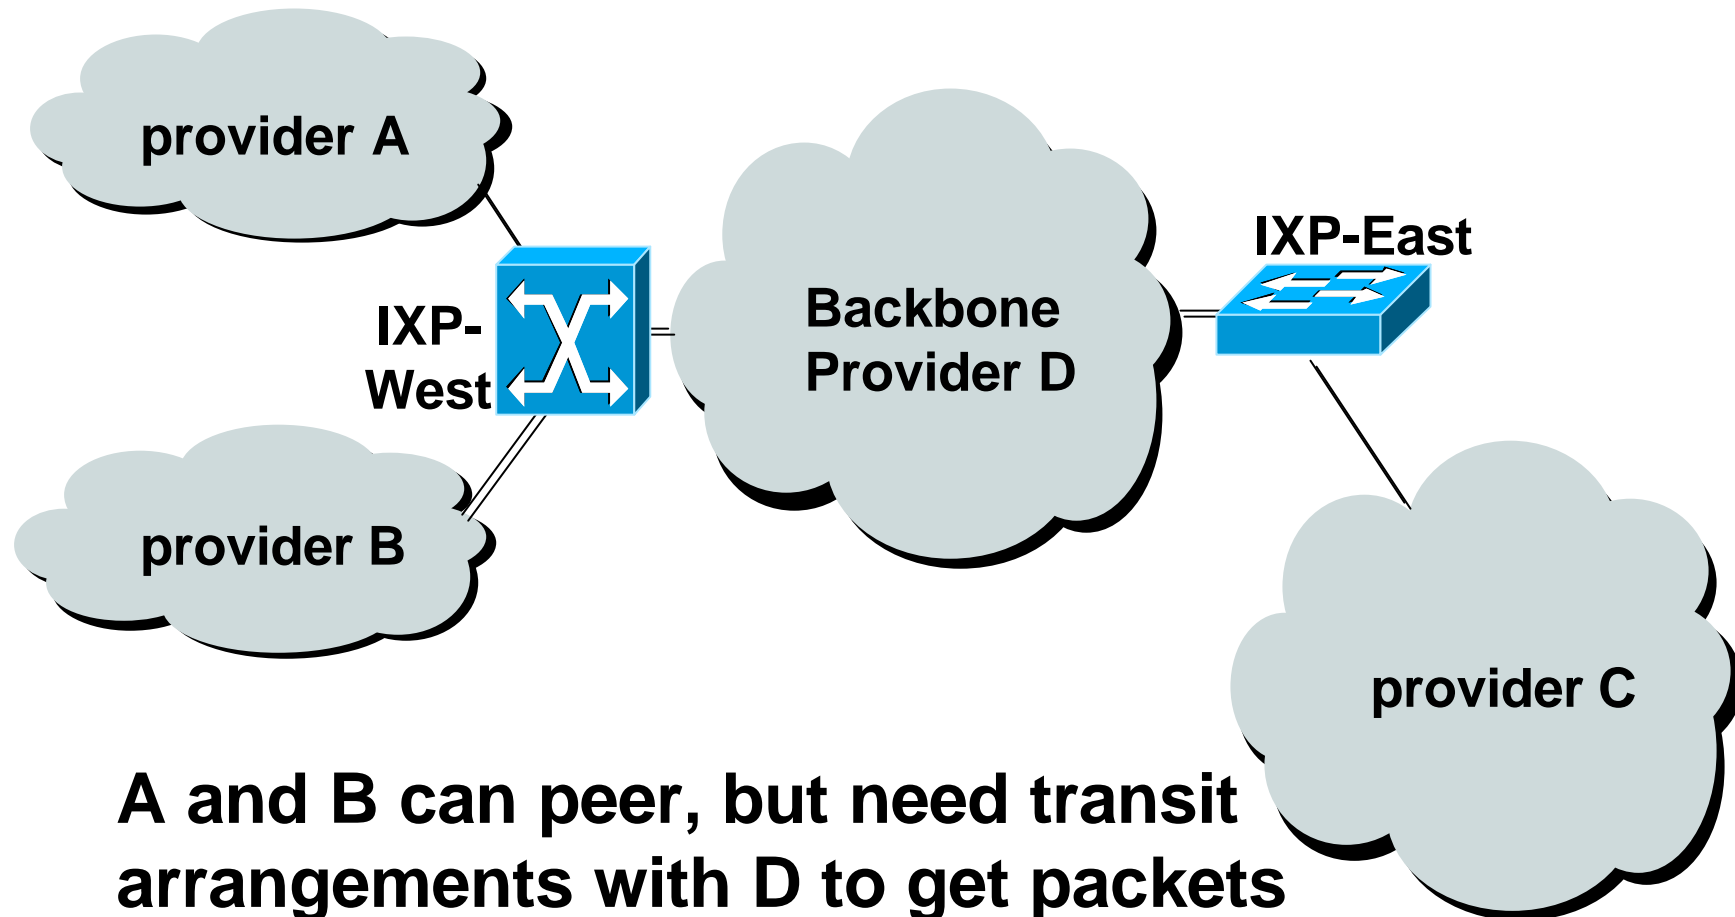 provider A
IXP-East
Backbone
Provider D
IXP-
West
provider B
provider C
A and B can peer, but need transit
arrangements with D to get packets